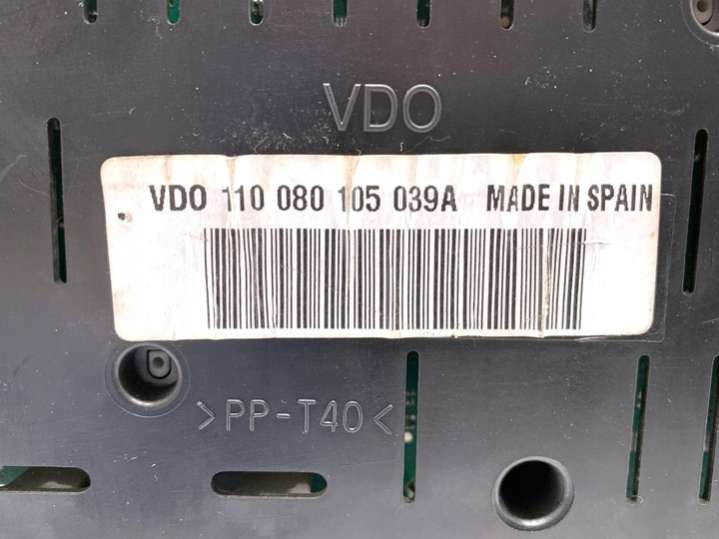 VDO
VDO 110 080 105 039A MADE IN SPAIN
>PP-T40<